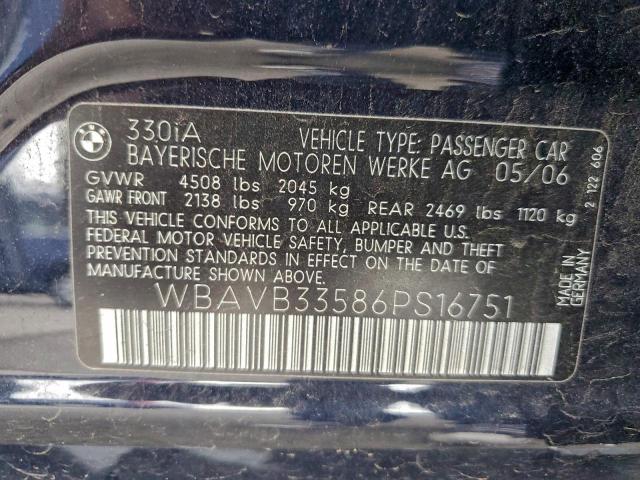 BMW
330iA VEHICLE TYPE: PASSENGER CAR
BAYERISCHE MOTOREN WERKE AG 05/06
GVWR 4508 lbs 2045 kg
GAWR FRONT 2138 lbs 970 kg REAR 2469 lbs 1120 kg
THIS VEHICLE CONFORMS TO ALL APPLICABLE U.S.
FEDERAL MOTOR VEHICLE SAFETY, BUMPER AND THEFT
PREVENTION STANDARDS IN EFFECT ON THE DATE OF
MANUFACTURE SHOWN ABOVE.
WBAVB33586PS16751
2 122 606
MADE IN
GERMANY